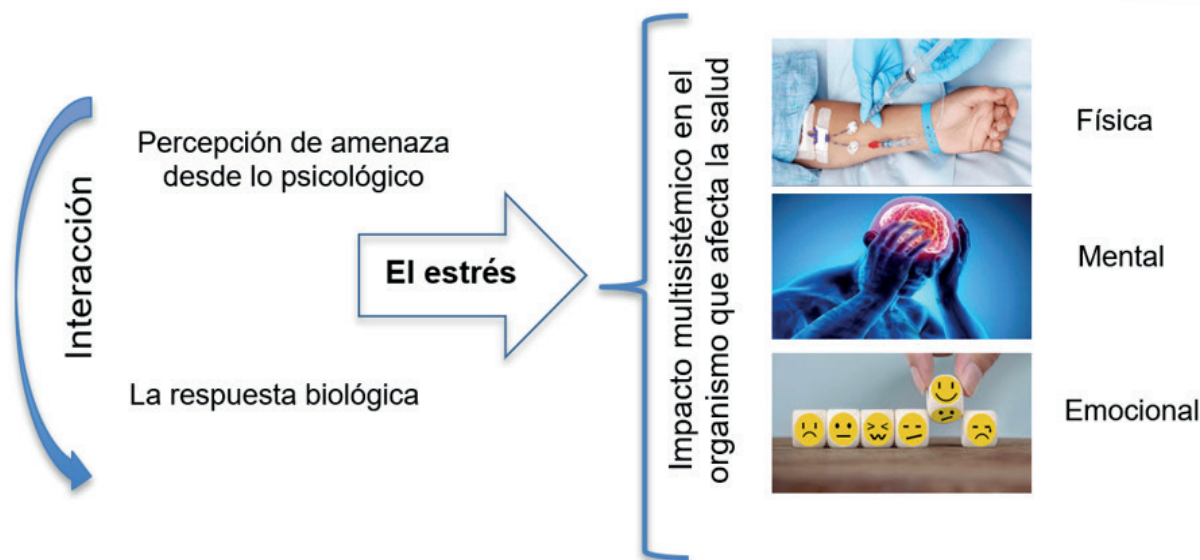 Interacción
Percepción de amenaza
desde lo psicológico
La respuesta biológica
El estrés
Impacto multisistémico en el
organismo que afecta la salud
Física
Mental
Emocional